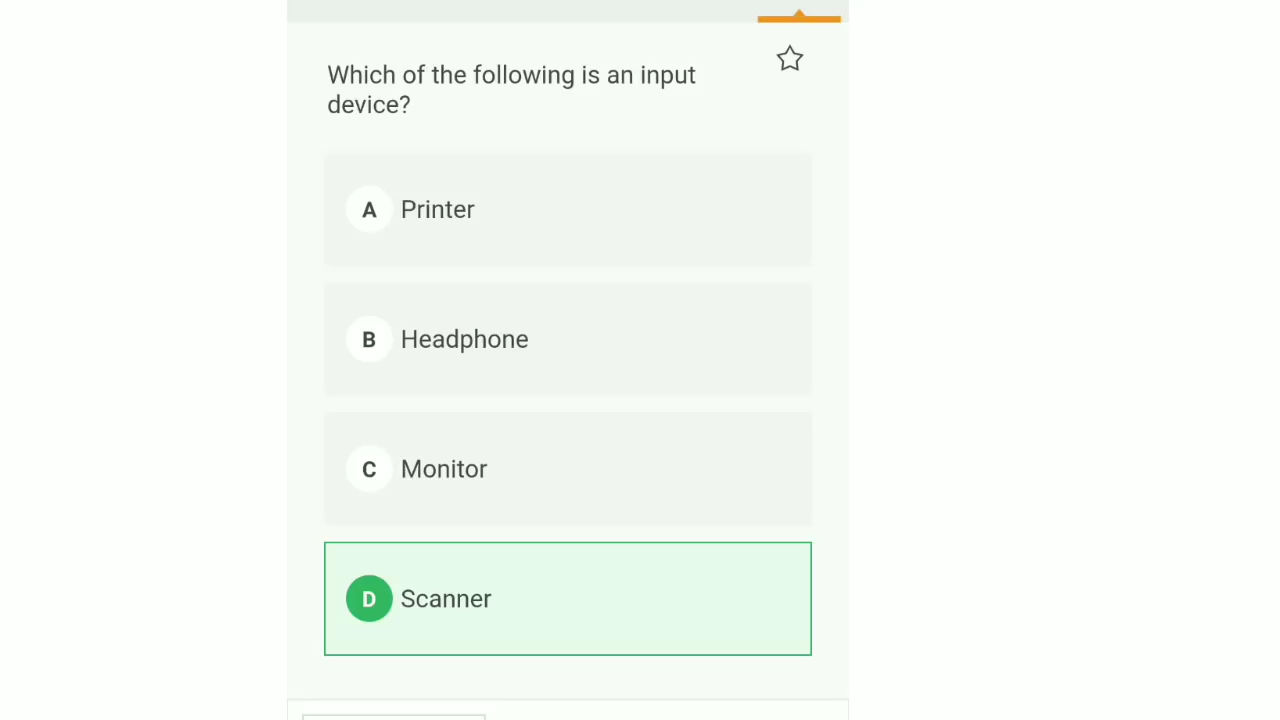 Which of the following is an input
device?
A Printer
B Headphone
C Monitor
D Scanner